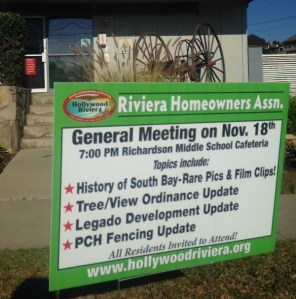 Hollywood
Riviera
Riviera Homeowners Assn.
General Meeting on Nov. 18th
7:00 PM Richardson Middle School Cafeteria
Topics include:
★History of South Bay-Rare Pics & Film Clips!
★Tree/View Ordinance Update
★Legado Development Update
★PCH Fencing Update
All Residents Invited to Attend!
www.hollywoodriviera.org